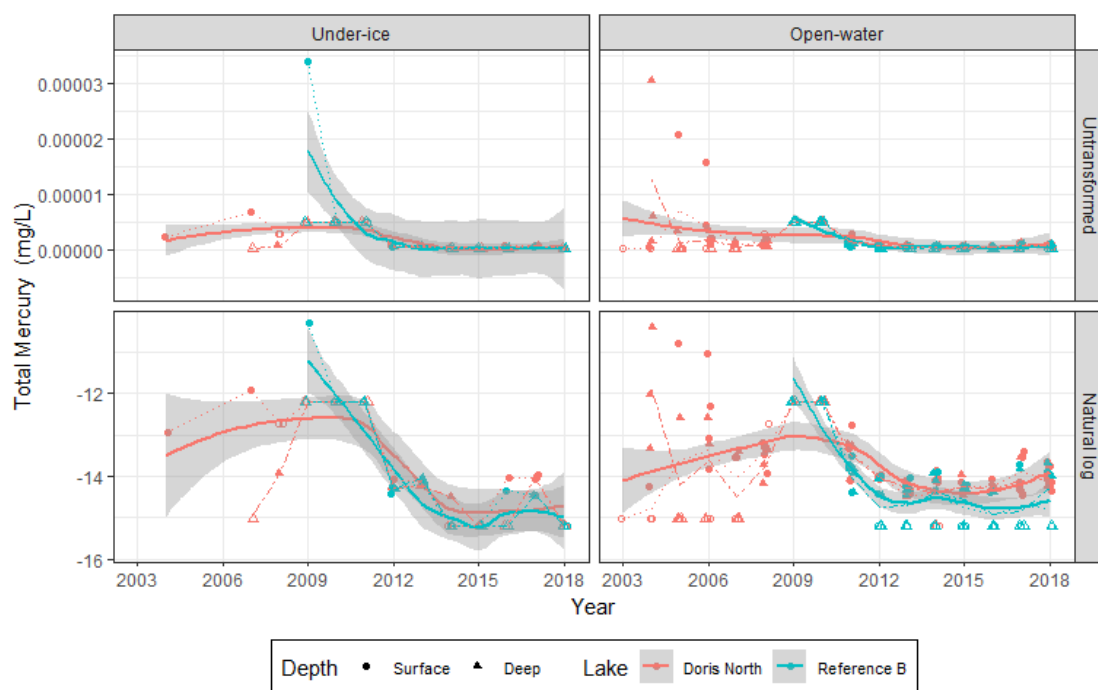 Under-ice
Open-water
Total Mercury (mg/L)
0.00003
0.00002
0.00001
0.00000
Untransformed
-12
-14
-16
Natural log
2003 2006 2009 2012 2015 2018
2003 2006 2009 2012 2015 2018
Year
Depth Surface Deep Lake Doris North Reference B